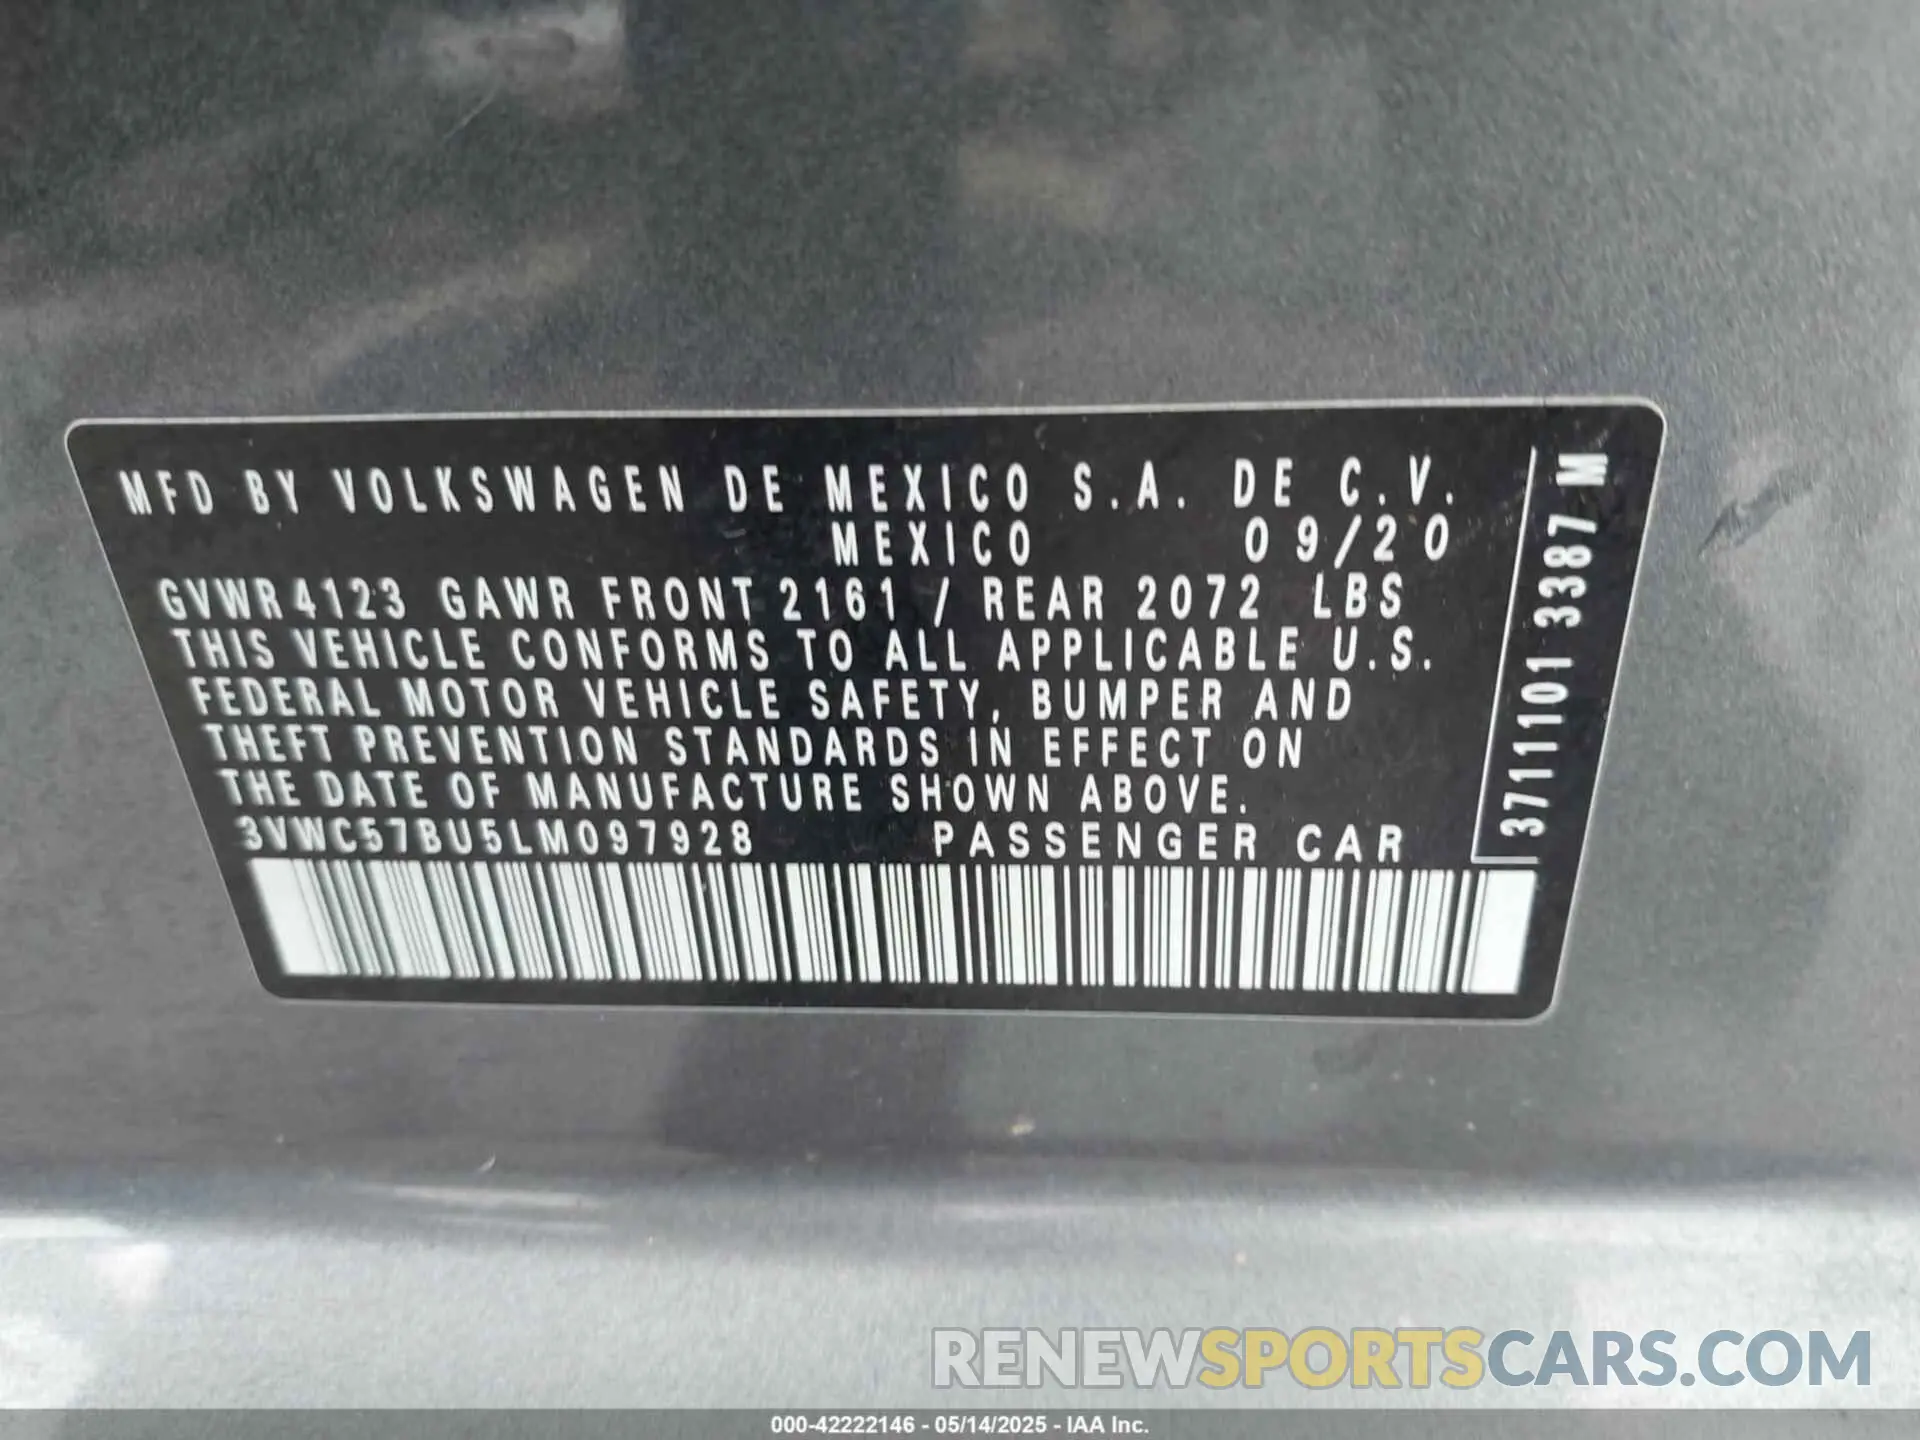 MFD BY VOLKSWAGEN DE MEXICO S.A. DE C.V.
MEXICO 09/20
GVWR 4123 GAWR FRONT 2161 / REAR 2072 LBS
THIS VEHICLE CONFORMS TO ALL APPLICABLE U.S.
FEDERAL MOTOR VEHICLE SAFETY, BUMPER AND
THEFT PREVENTION STANDARDS IN EFFECT ON
THE DATE OF MANUFACTURE SHOWN ABOVE.
3VWC57BU5LM097928 PASSENGER CAR
3711101 3387 M
RENEWSPORTSCARS.COM
000-42222146 - 05/14/2025 - IAA Inc.